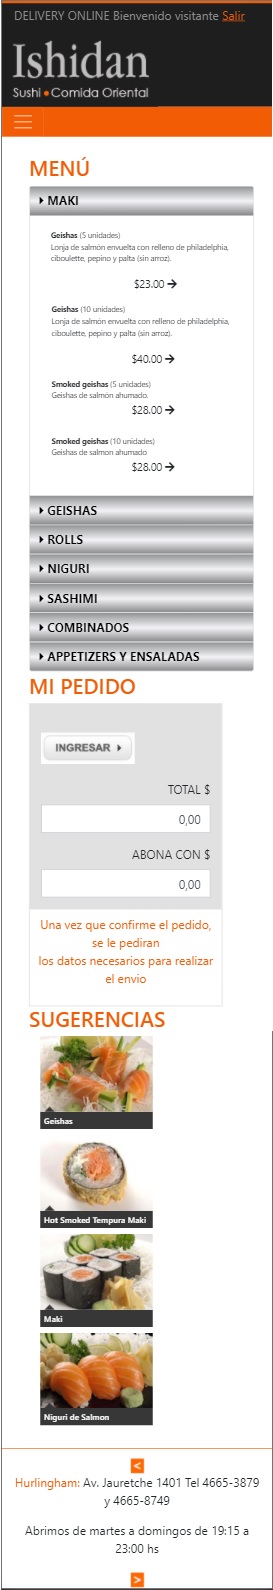 DELIVERY ONLINE Bienvenido visitante Salir
Ishidan
Sushi • Comida Oriental
MENÚ
MAKI
Geishas (5 unidades)
Lonja de salmón envuelta con relleno de philadelphia,
ciboulette, pepino y palta (sin arroz).
$23.00
Geishas (10 unidades)
Lonja de salmón envuelta con relleno de philadelphia,
ciboulette, pepino y palta (sin arroz).
$40.00
Smoked geishas (5 unidades)
Geishas de salmón ahumado.
$28.00
Smoked geishas (10 unidades)
Geishas de salmon ahumado
$28.00
GEISHAS
ROLLS
NIGURI
SASHIMI
COMBINADOS
APPETIZERS Y ENSALADAS
MI PEDIDO
INGRESAR
TOTAL $
0,00
ABONA CON $
0,00
Una vez que confirme el pedido,
se le pediran
los datos necesarios para realizar
el envio
SUGERENCIAS
Geishas
Hot Smoked Tempura Maki
Maki
Niguri de Salmon
<
Hurlingham: Av. Jauretche 1401 Tel 4665-3879
y 4665-8749
Abrimos de martes a domingos de 19:15 a
23:00 hs
>